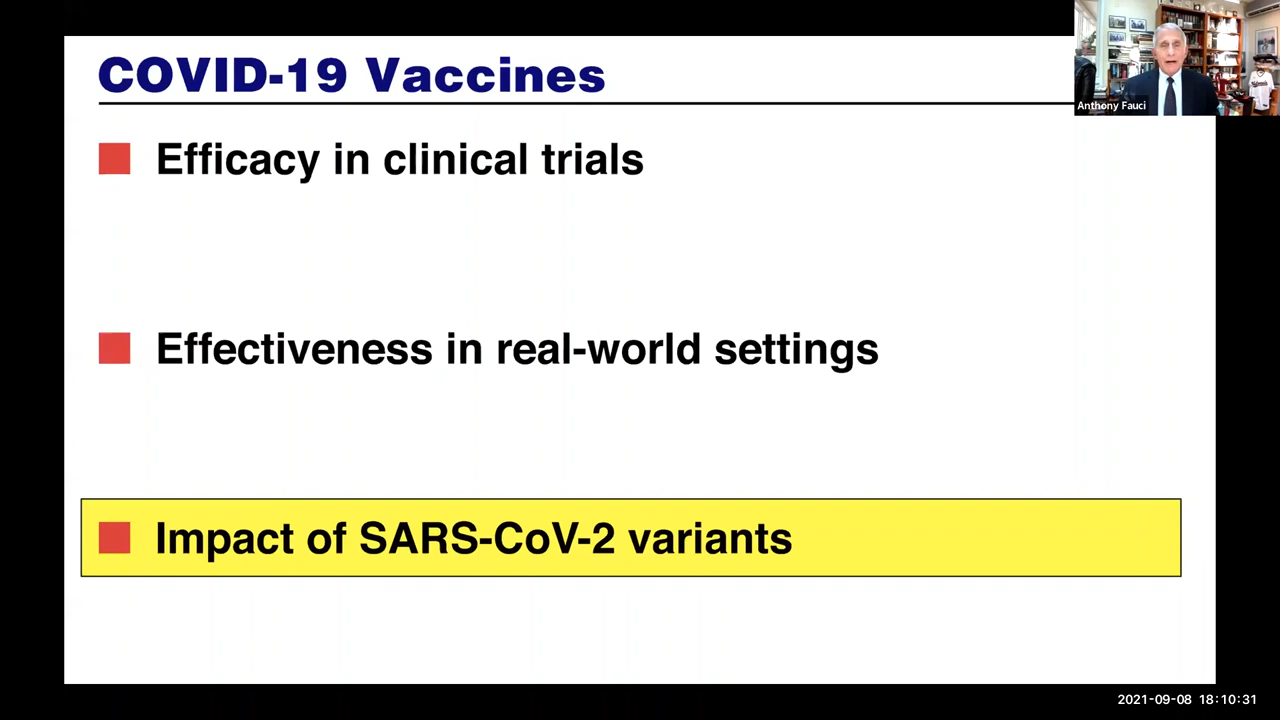 COVID-19 Vaccines
Anthony Fauci
Efficacy in clinical trials
Effectiveness in real-world settings
Impact of SARS-CoV-2 variants
2021-09-08 18:10:31